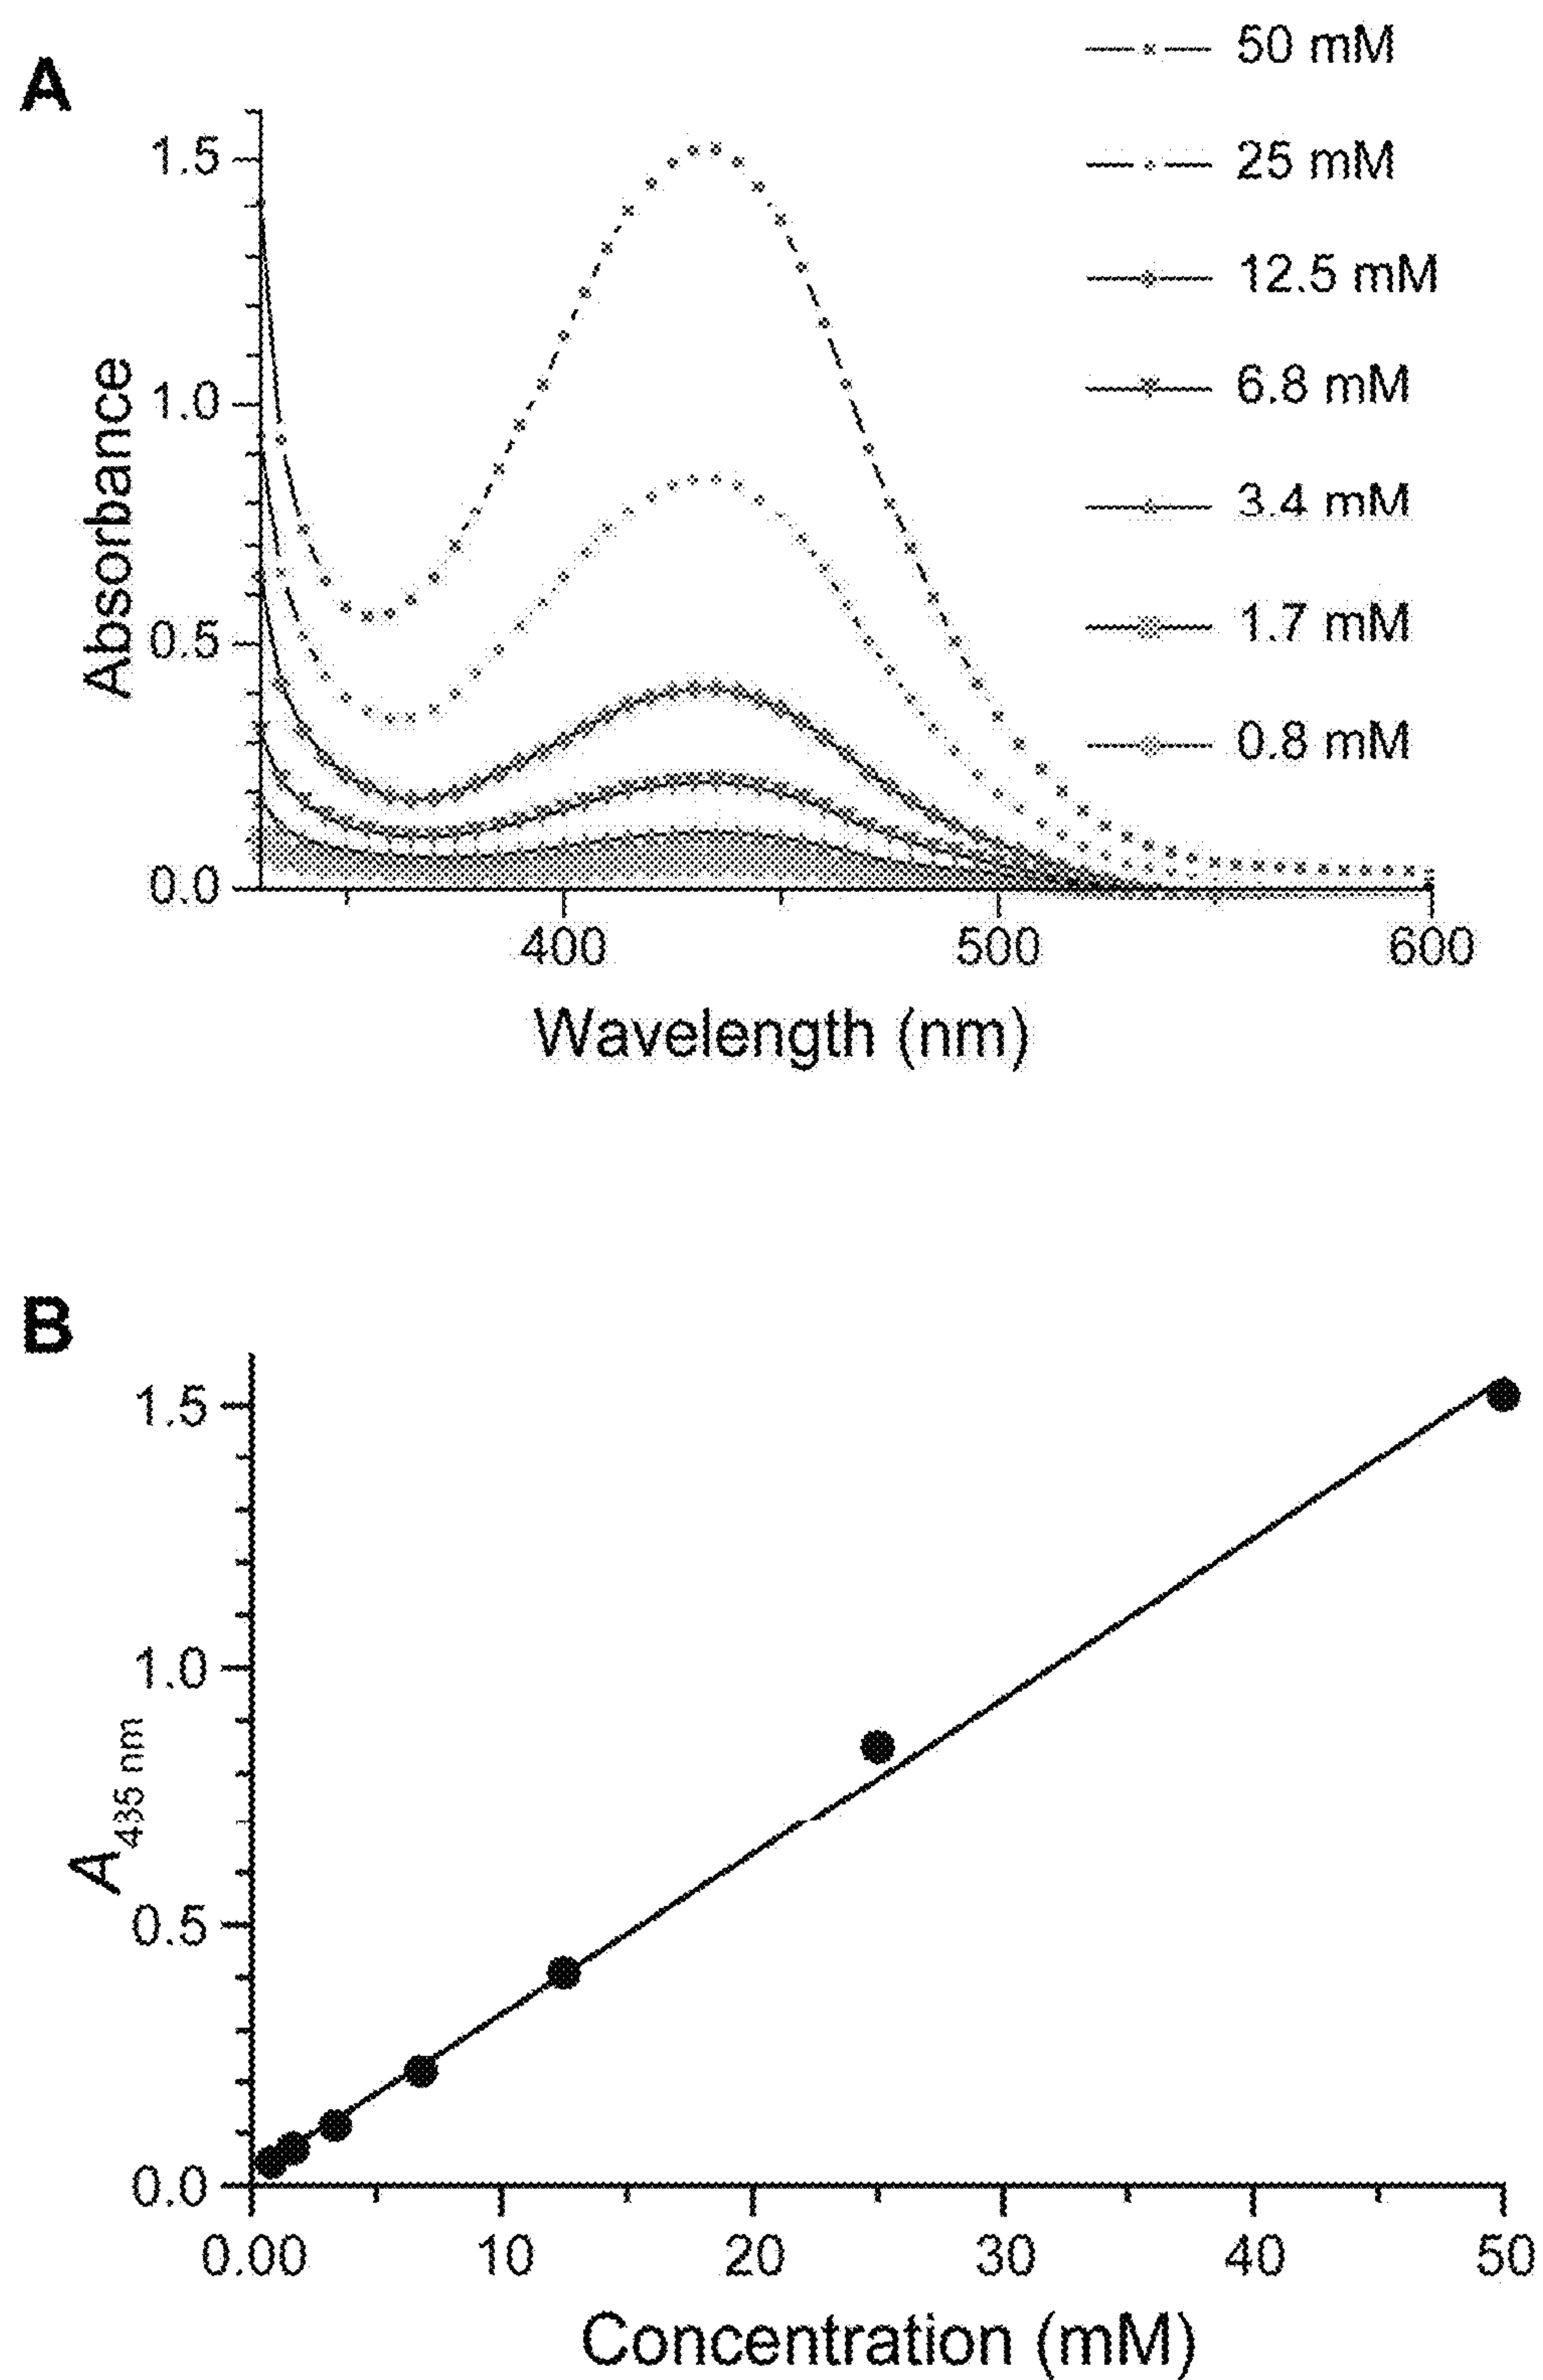 A
50 mM
25 mM
12.5 mM
6.8 mM
3.4 mM
1.7 mM
0.8 mM
Absorbance
1.5
1.0
0.5
0.0
400 500 600
Wavelength (nm)
B
A435 nm
1.5
1.0
0.5
0.0
0.00 10 20 30 40 50
Concentration (mM)